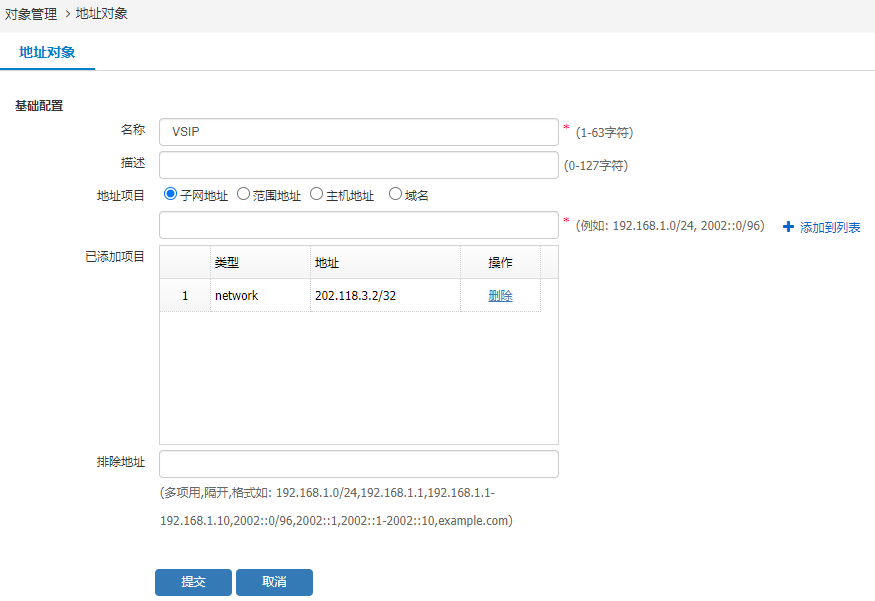 对象管理 > 地址对象
地址对象
基础配置
名称 VSIP * (1-63字符)
描述 (0-127字符)
地址项目 子网地址 范围地址 主机地址 域名
* (例如: 192.168.1.0/24, 2002::0/96) + 添加到列表
已添加项目 类型 地址 操作
1 network 202.118.3.2/32 删除
排除地址
(多项用,隔开,格式如: 192.168.1.0/24,192.168.1.1,192.168.1.1-
192.168.1.10,2002::0/96,2002::1,2002::1-2002::10,example.com)
提交 取消